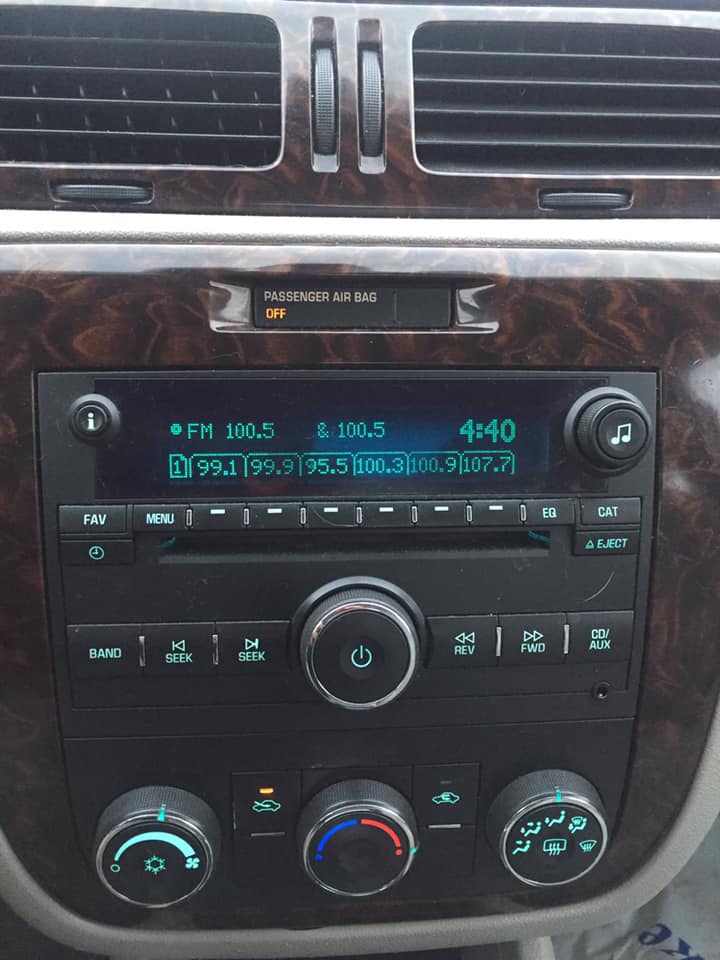 PASSENGER AIR BAG
OFF
i
FM 100.5 & 100.5 4:40
1 99.1 99.9 95.5 100.3 100.9 107.7
FAV MENU EQ CAT
EJECT
BAND SEEK SEEK REV FWD CD/AUX